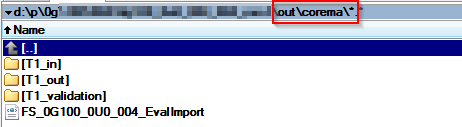 d:\p\0g \out\corema\*.*
Name
[..]
[T1_in]
[T1_out]
[T1_validation]
FS_0G100_0U0_004_EvalImport